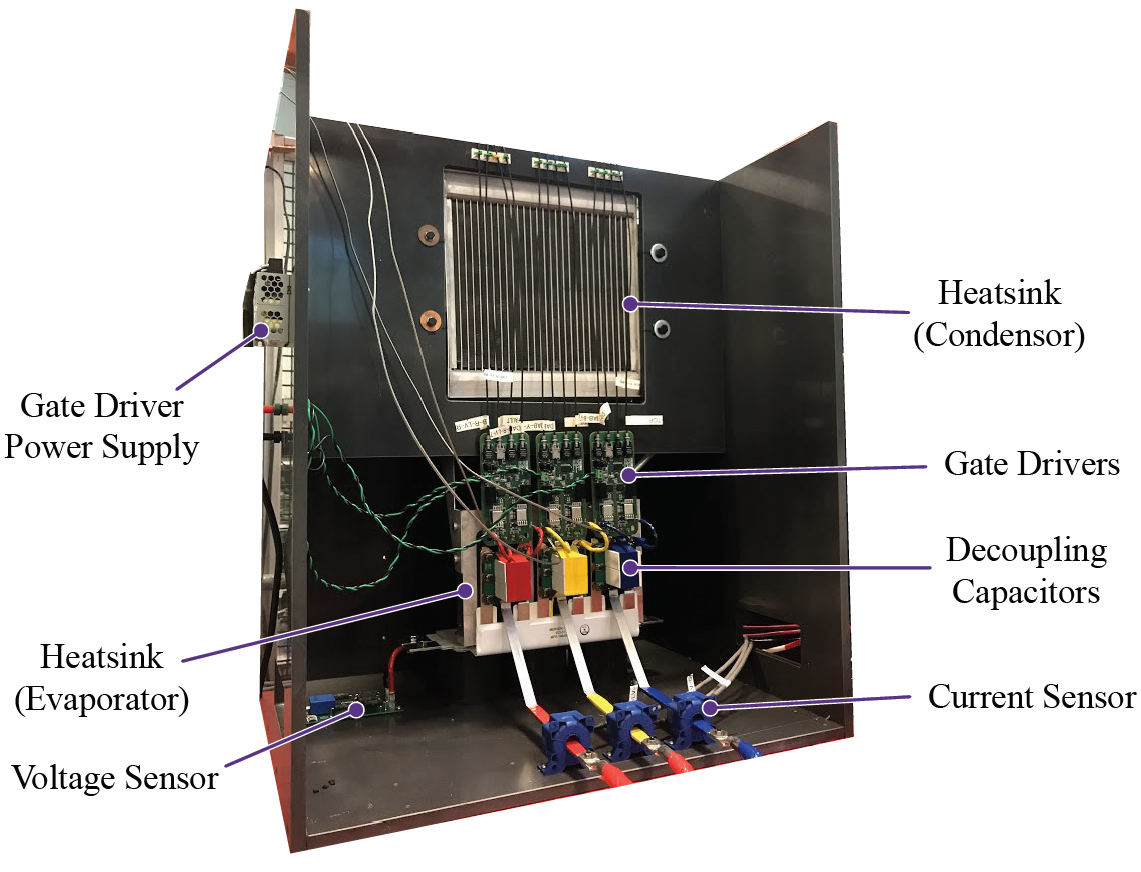 Heatsink
(Condensor)
Gate Driver
Power Supply
Gate Drivers
Decoupling
Capacitors
Heatsink
(Evaporator)
Current Sensor
Voltage Sensor